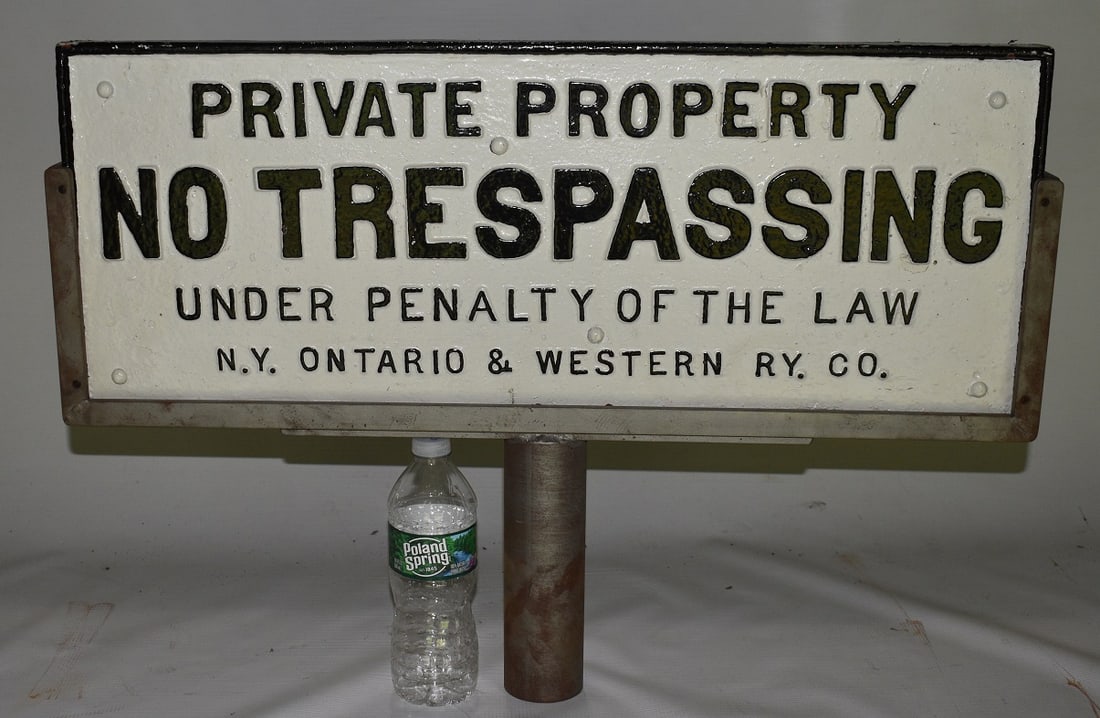 PRIVATE PROPERTY
NO TRESPASSING
UNDER PENALTY OF THE LAW
N.Y. ONTARIO & WESTERN RY. CO.
Poland
Spring